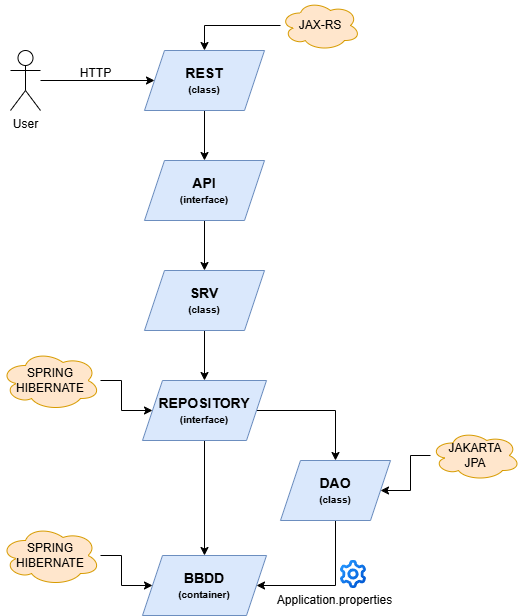 JAX-RS
HTTP
REST
(class)
User
API
(interface)
SRV
(class)
SPRING
HIBERNATE
REPOSITORY
(interface)
JAKARTA
JPA
DAO
(class)
SPRING
HIBERNATE
BBDD
(container)
Application.properties